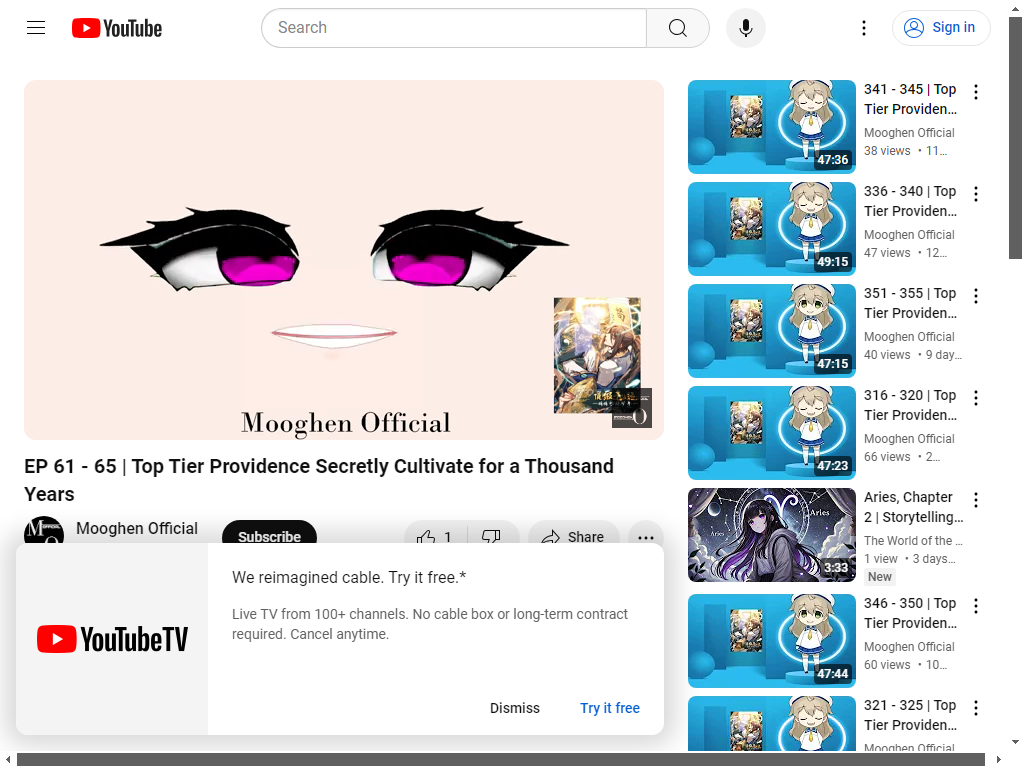 YouTube
Search
Sign in
Mooghen Official
EP 61 - 65 | Top Tier Providence Secretly Cultivate for a Thousand
Years
Mooghen Official
Subscribe
1
Share
We reimagined cable. Try it free.*
Live TV from 100+ channels. No cable box or long-term contract
required. Cancel anytime.
YouTubeTV
Dismiss
Try it free
341 - 345 | Top
Tier Providen…
Mooghen Official
38 views • 11…
47:36
336 - 340 | Top
Tier Providen…
Mooghen Official
47 views • 12…
49:15
351 - 355 | Top
Tier Providen…
Mooghen Official
40 views • 9 day…
47:15
316 - 320 | Top
Tier Providen…
Mooghen Official
66 views • 2…
47:23
Aries, Chapter
2 | Storytelling…
The World of the …
1 view • 3 days…
New
Aries
Aries
3:33
346 - 350 | Top
Tier Providen…
Mooghen Official
60 views • 10…
47:44
321 - 325 | Top
Tier Providen…
Mooghen Official